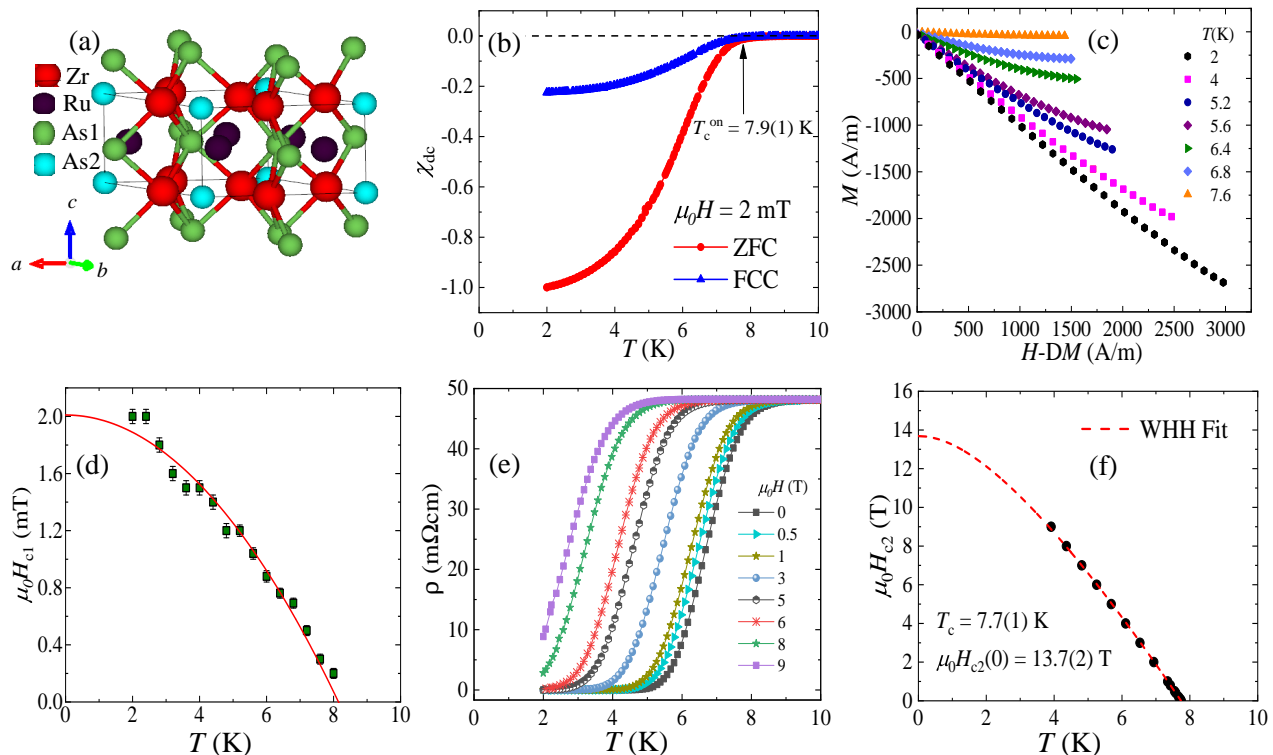 (a)
Zr
Ru
As1
As2
c
a
b
(b)
0.0
-0.2
-0.4
-0.6
-0.8
-1.0
χdc
Tc^on = 7.9(1) K
μ0H = 2 mT
ZFC
FCC
0 2 4 6 8 10
T (K)
(c)
0
-500
-1000
-1500
-2000
-2500
-3000
M (A/m)
T(K)
2
4
5.2
5.6
6.4
6.8
7.6
500 1000 1500 2000 2500 3000
H-DM (A/m)
(d)
2.0
1.6
1.2
0.8
0.4
0.0
μ0Hc1 (mT)
0 2 4 6 8 10
T (K)
(e)
50
40
30
20
10
0
ρ (mΩcm)
μ0H (T)
0
0.5
1
3
5
6
8
9
0 2 4 6 8 10
T (K)
16
14
12
10
8
6
4
2
0
μ0Hc2 (T)
WHH Fit
(f)
Tc = 7.7(1) K
μ0Hc2(0) = 13.7(2) T
0 2 4 6 8 10
T (K)